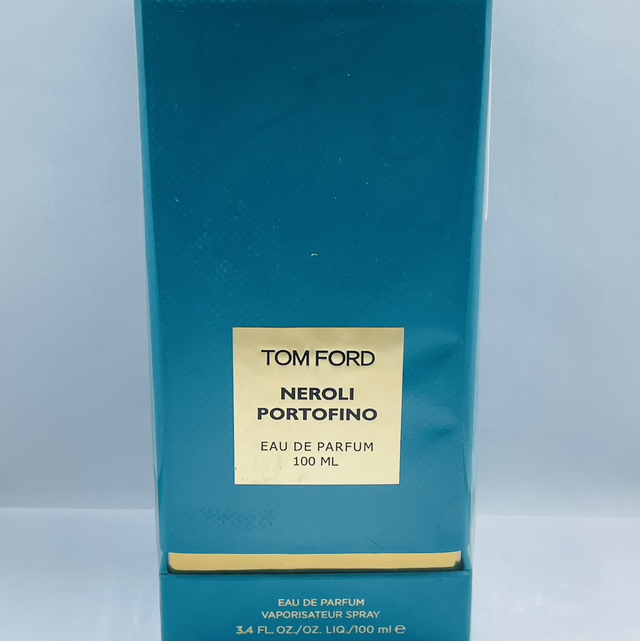 TOM FORD
NEROLI
PORTOFINO
EAU DE PARFUM
100 ML
EAU DE PARFUM
VAPORISATEUR SPRAY
3.4 FL. OZ./OZ. LIQ./100 ml ℮